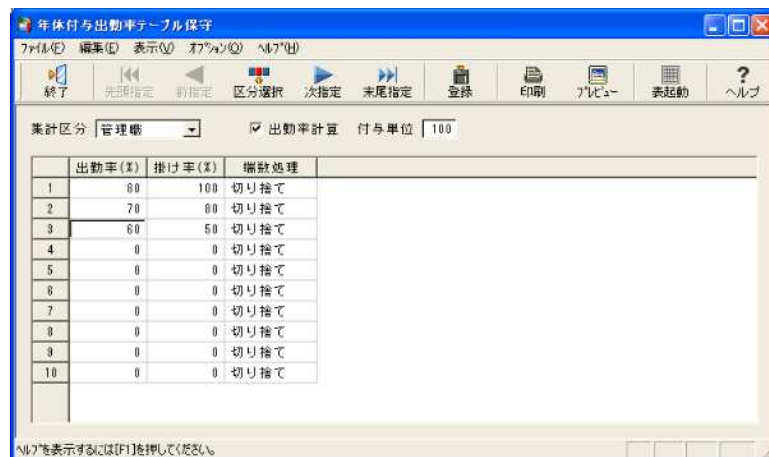 年休付与出勤率テーブル保守
ファイル(F) 編集(E) 表示(V) オプション(O) ヘルプ(H)
終了 先頭指定 前指定 区分選択 次指定 末尾指定 登録 印刷 プレビュー 表起動 ヘルプ
集計区分 管理職 出勤率計算 付与単位 100
出勤率(%) 掛け率(%) 端数処理
1 80 100 切り捨て
2 70 80 切り捨て
3 60 50 切り捨て
4 0 0 切り捨て
5 0 0 切り捨て
6 0 0 切り捨て
7 0 0 切り捨て
8 0 0 切り捨て
9 0 0 切り捨て
10 0 0 切り捨て
ヘルプを表示するには[F1]を押してください。